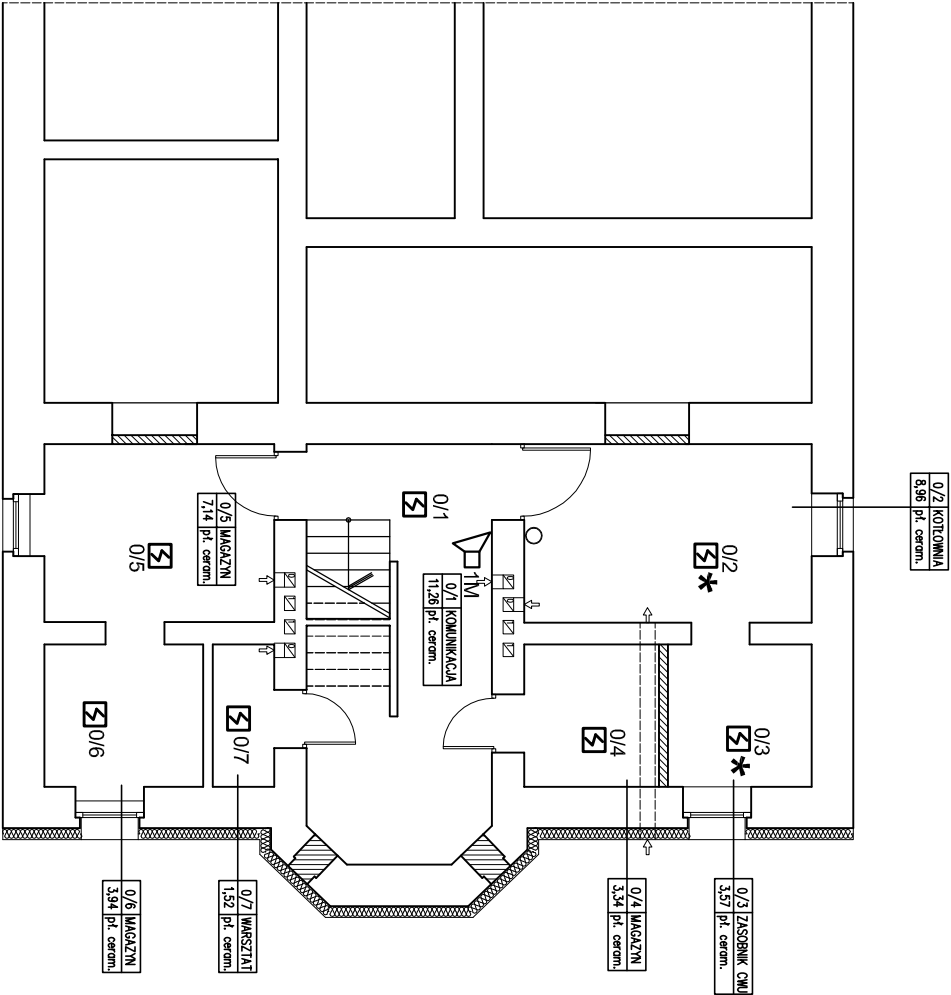 0/2 KOTŁOWNIA
8,96 pł. ceram.
0/1
0/2
*
0/5 MAGAZYN
7,14 pł. ceram.
0/5
1M
0/1 KOMUNIKACJA
11,26 pł. ceram.
0/6
0/7
0/4
0/3
*
0/6 MAGAZYN
3,94 pł. ceram.
0/7 WARSZTAT
1,52 pł. ceram.
0/4 MAGAZYN
3,34 pł. ceram.
0/3 ZASOBNIK CWU
3,57 pł. ceram.